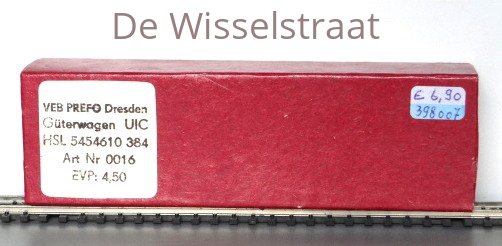 De Wisselstraat
VEB PREFO Dresden
Güterwagen UIC
HSL 5454610 384
Art Nr 0016
EVP: 4,50
€ 6,90
398007